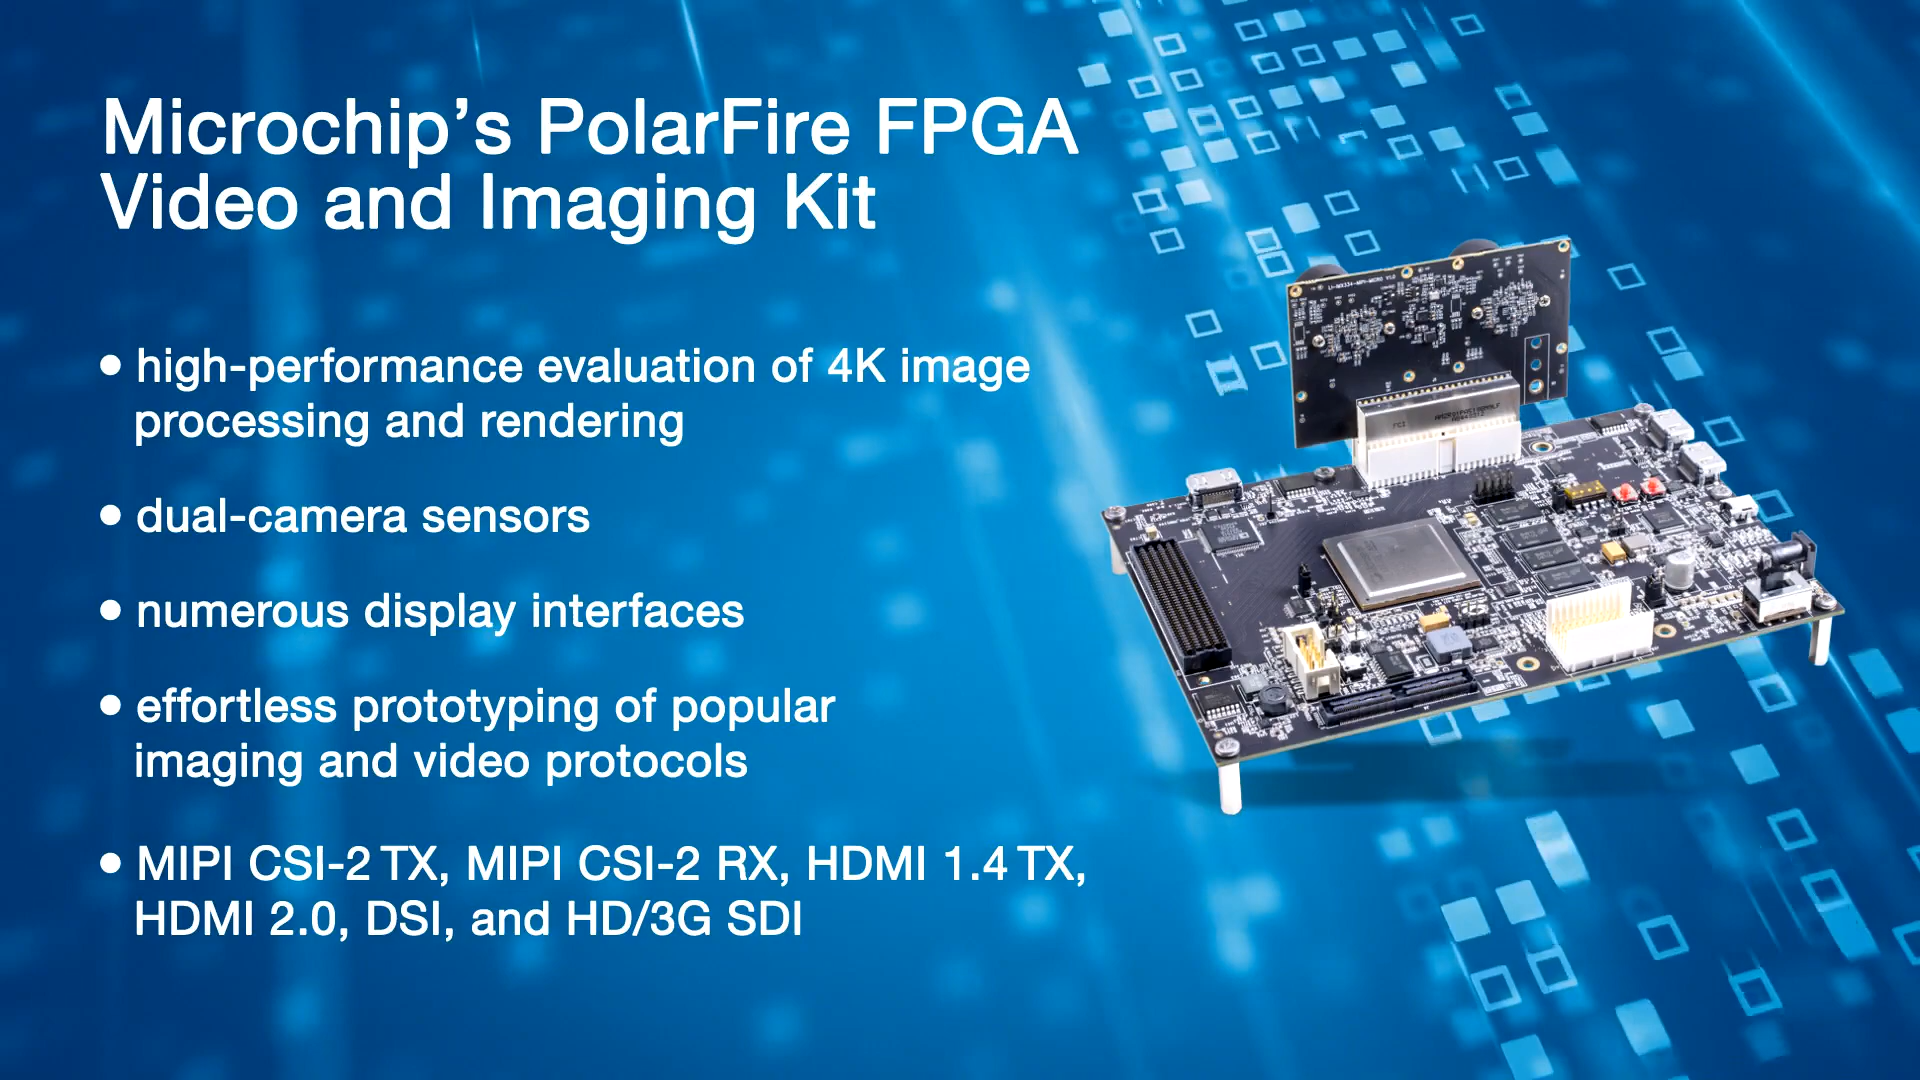 Microchip’s PolarFire FPGA
Video and Imaging Kit
• high-performance evaluation of 4K image
processing and rendering
• dual-camera sensors
• numerous display interfaces
• effortless prototyping of popular
imaging and video protocols
• MIPI CSI-2 TX, MIPI CSI-2 RX, HDMI 1.4 TX,
HDMI 2.0, DSI, and HD/3G SDI